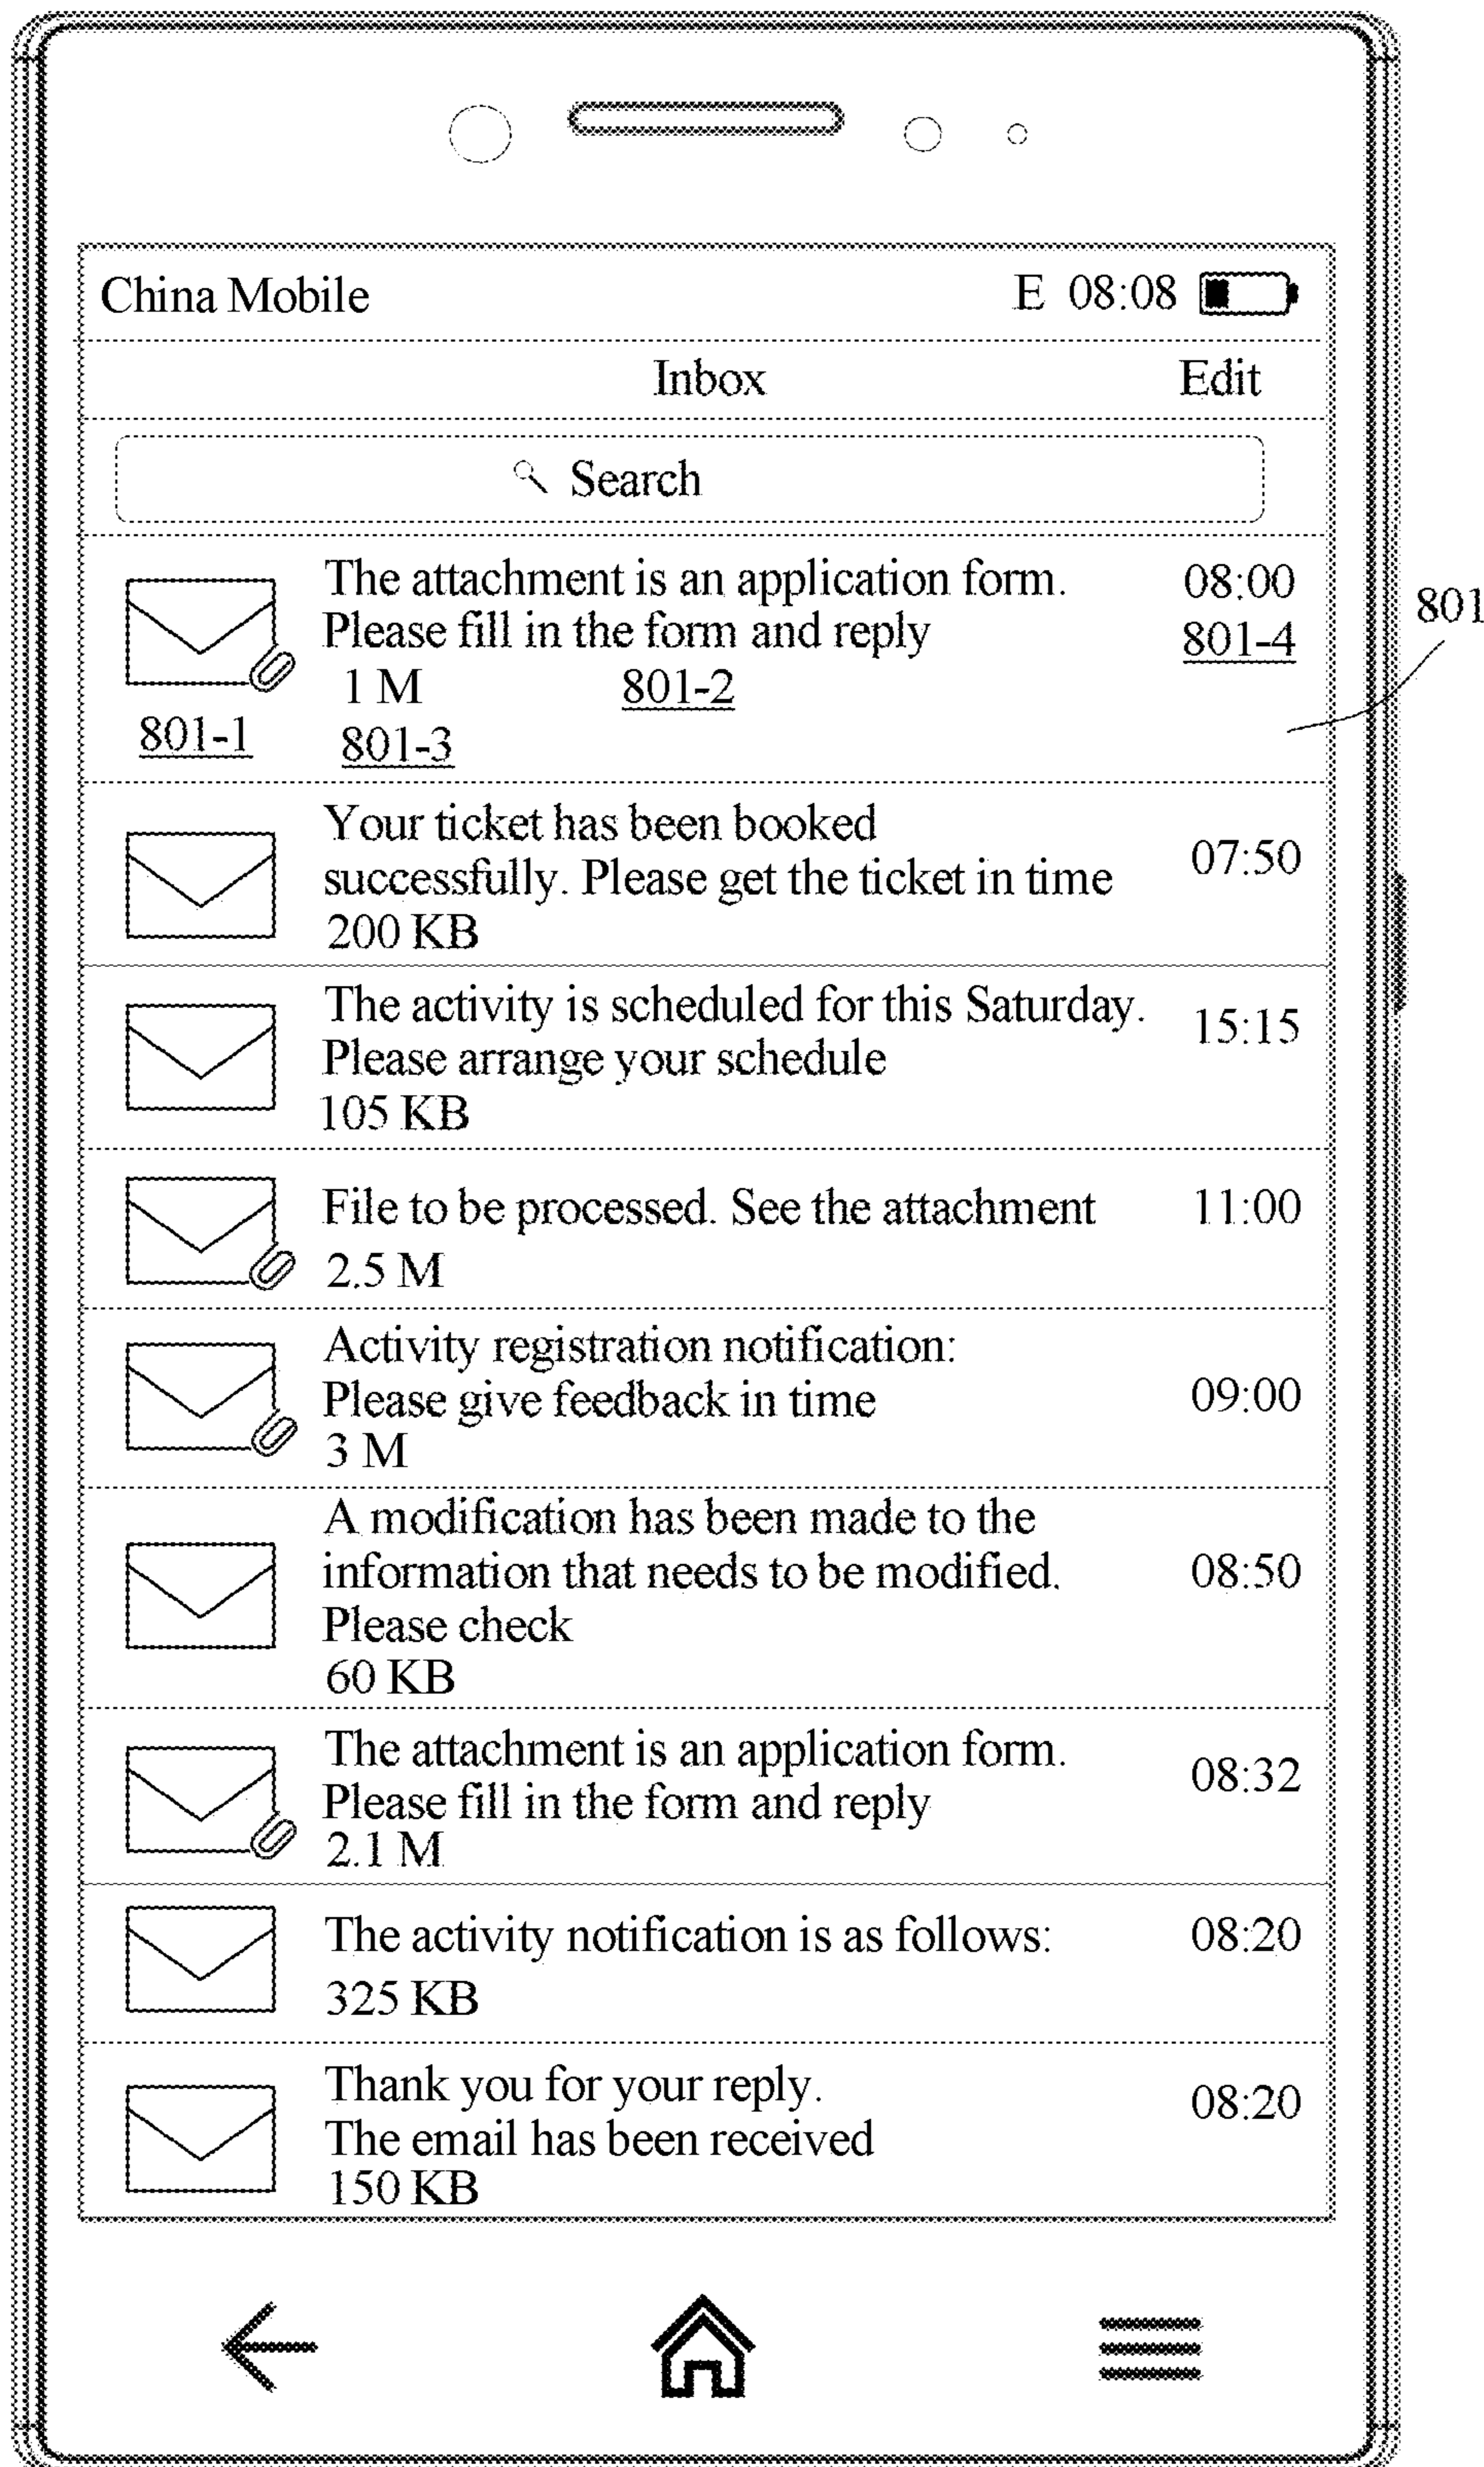 China Mobile E 08:08
Inbox Edit
Search
The attachment is an application form. 08:00
Please fill in the form and reply 801-4
801
1 M 801-2
801-1 801-3
Your ticket has been booked
successfully. Please get the ticket in time 07:50
200 KB
The activity is scheduled for this Saturday. 15:15
Please arrange your schedule
105 KB
File to be processed. See the attachment 11:00
2.5 M
Activity registration notification:
Please give feedback in time 09:00
3 M
A modification has been made to the
information that needs to be modified. 08:50
Please check
60 KB
The attachment is an application form. 08:32
Please fill in the form and reply
2.1 M
The activity notification is as follows: 08:20
325 KB
Thank you for your reply. 08:20
The email has been received
150 KB